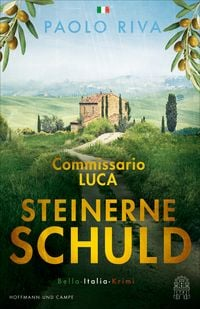 PAOLO RIVA
Commissario
LUCA
STEINERNE
SCHULD
Bella-Italia-Krimi
HOFFMANN UND CAMPE